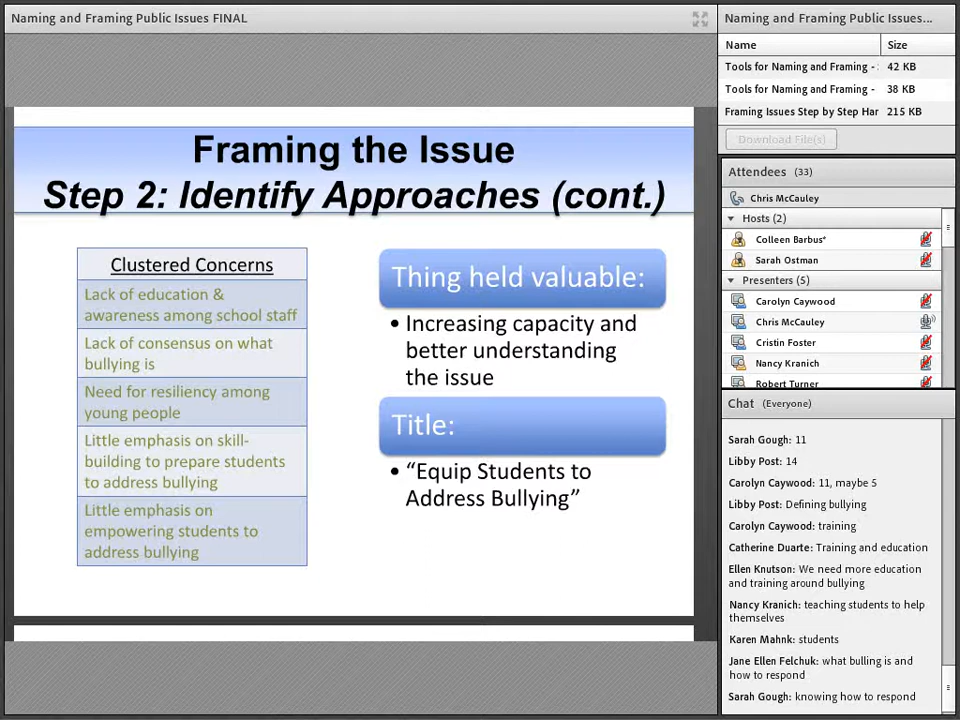 Naming and Framing Public Issues FINAL
Framing the Issue
Step 2: Identify Approaches (cont.)
Clustered Concerns
Lack of education &
awareness among school staff
Lack of consensus on what
bullying is
Need for resiliency among
young people
Little emphasis on skill-
building to prepare students
to address bullying
Little emphasis on
empowering students to
address bullying
Thing held valuable:
• Increasing capacity and
better understanding
the issue
Title:
• “Equip Students to
Address Bullying”
Naming and Framing Public Issues...
Name Size
Tools for Naming and Framing - 42 KB
Tools for Naming and Framing - 38 KB
Framing Issues Step by Step Har 215 KB
Download File(s)
Attendees (33)
Chris McCauley
Hosts (2)
Colleen Barbus*
Sarah Ostman
Presenters (5)
Carolyn Caywood
Chris McCauley
Cristin Foster
Nancy Kranich
Robert Turner
Chat (Everyone)
Sarah Gough: 11
Libby Post: 14
Carolyn Caywood: 11, maybe 5
Libby Post: Defining bullying
Carolyn Caywood: training
Catherine Duarte: Training and education
Ellen Knutson: We need more education
and training around bullying
Nancy Kranich: teaching students to help
themselves
Karen Mahnk: students
Jane Ellen Felchuk: what bulling is and
how to respond
Sarah Gough: knowing how to respond